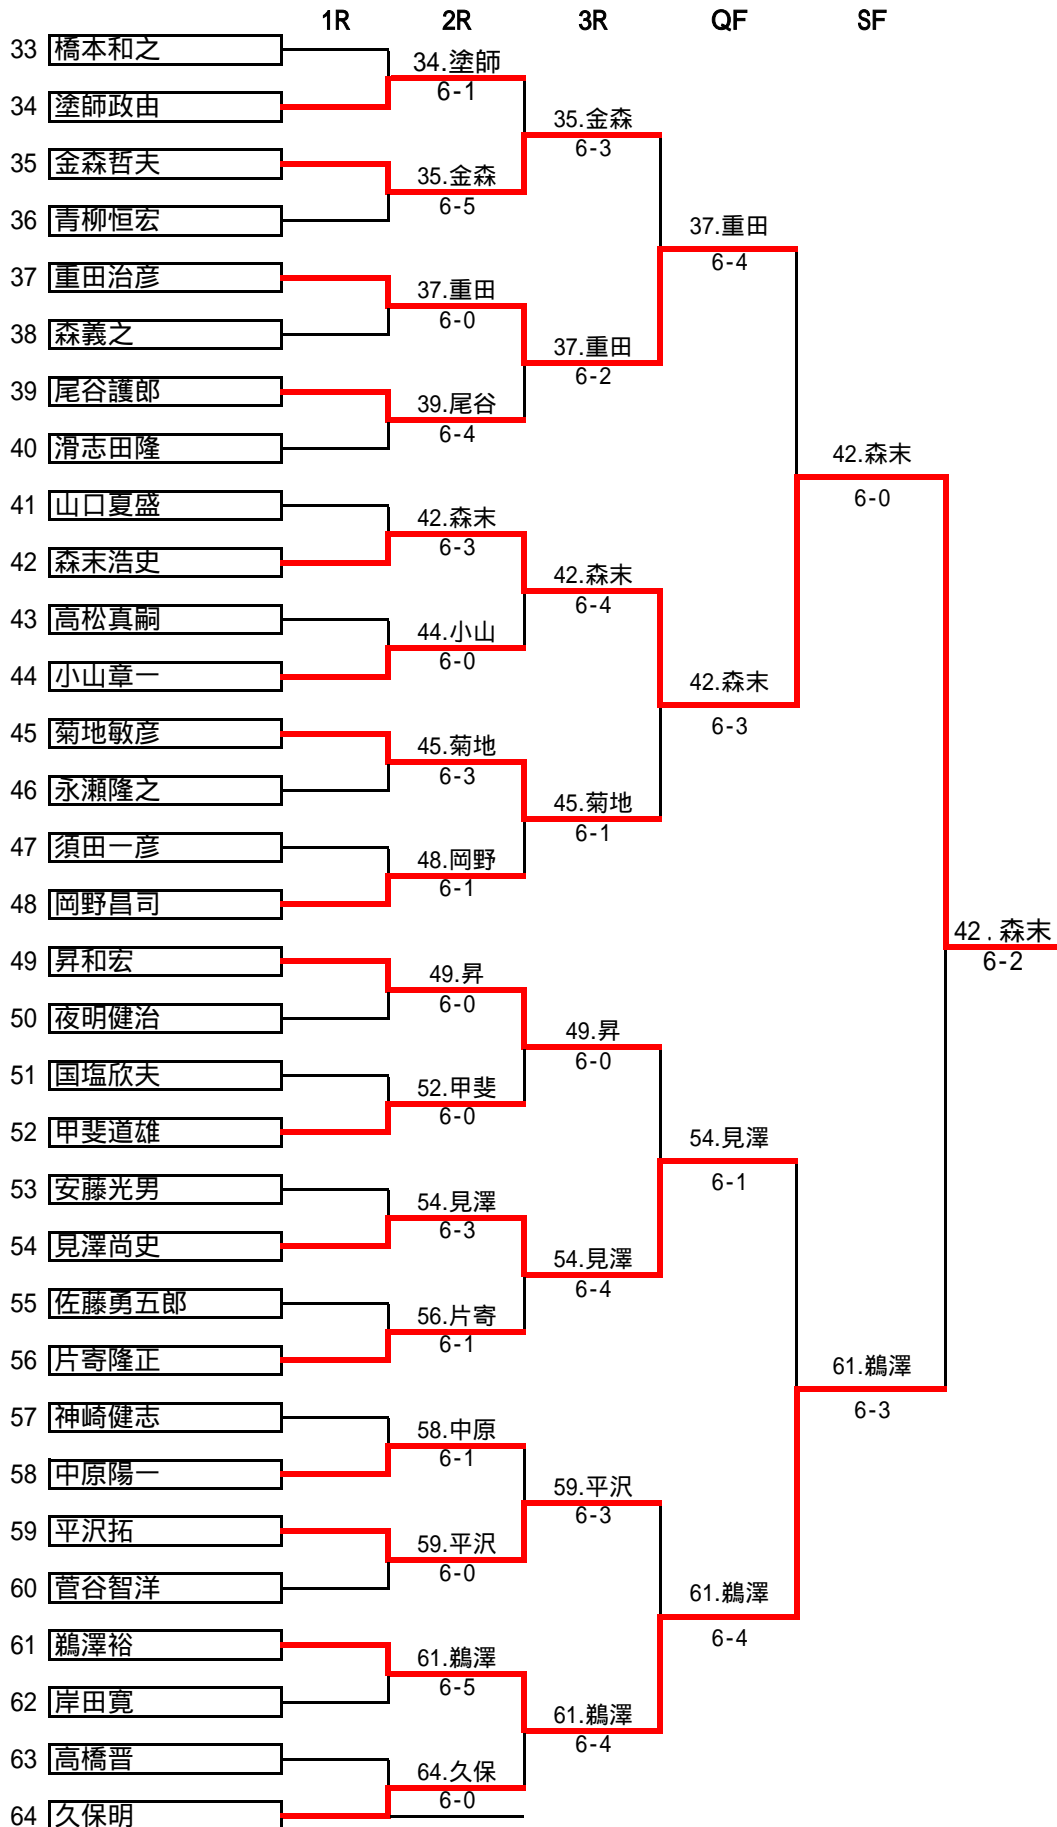 1R 2R 3R QF SF
33 橋本和之
34.塗師
6-1
34 塗師政由
35.金森
6-3
35 金森哲夫
35.金森
6-5
36 青柳恒宏
37.重田
6-4
37 重田治彦
37.重田
6-0
38 森義之
37.重田
6-2
39 尾谷護郎
39.尾谷
6-4
40 滑志田隆
42.森末
6-0
41 山口夏盛
42.森末
6-3
42 森末浩史
42.森末
6-4
43 高松真嗣
44.小山
6-0
44 小山章一
42.森末
6-3
45 菊地敏彦
45.菊地
6-3
46 永瀬隆之
45.菊地
6-1
47 須田一彦
48.岡野
6-1
48 岡野昌司
42 . 森末
6-2
49 昇和宏
49.昇
6-0
50 夜明健治
49.昇
6-0
51 国塩欣夫
52.甲斐
6-0
52 甲斐道雄
54.見澤
6-1
53 安藤光男
54.見澤
6-3
54 見澤尚史
54.見澤
6-4
55 佐藤勇五郎
56.片寄
6-1
56 片寄隆正
61.鵜澤
6-3
57 神崎健志
58.中原
6-1
58 中原陽一
59.平沢
6-3
59 平沢拓
59.平沢
6-0
60 菅谷智洋
61.鵜澤
6-4
61 鵜澤裕
61.鵜澤
6-5
62 岸田寛
61.鵜澤
6-4
63 高橋晋
64.久保
6-0
64 久保明